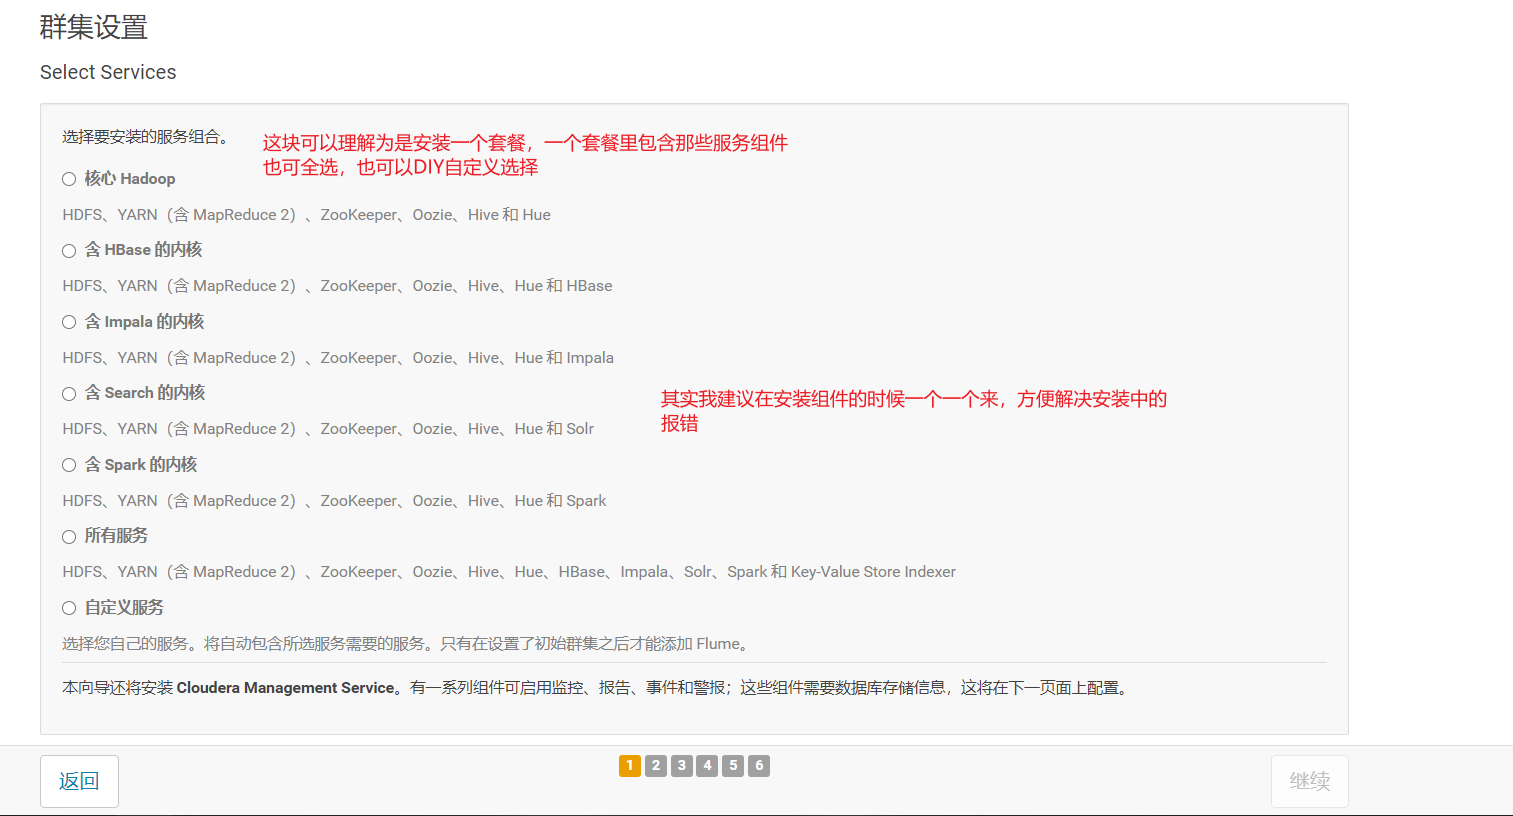 群集设置
Select Services
选择要安装的服务组合。
这块可以理解为是安装一个套餐，一个套餐里包含那些服务组件
也可全选，也可以DIY自定义选择
核心 Hadoop
HDFS、YARN（含 MapReduce 2）、ZooKeeper、Oozie、Hive 和 Hue
含 HBase 的内核
HDFS、YARN（含 MapReduce 2）、ZooKeeper、Oozie、Hive、Hue 和 HBase
含 Impala 的内核
HDFS、YARN（含 MapReduce 2）、ZooKeeper、Oozie、Hive、Hue 和 Impala
含 Search 的内核
其实我建议在安装组件的时候一个一个来，方便解决安装中的
报错
HDFS、YARN（含 MapReduce 2）、ZooKeeper、Oozie、Hive、Hue 和 Solr
含 Spark 的内核
HDFS、YARN（含 MapReduce 2）、ZooKeeper、Oozie、Hive、Hue 和 Spark
所有服务
HDFS、YARN（含 MapReduce 2）、ZooKeeper、Oozie、Hive、Hue、HBase、Impala、Solr、Spark 和 Key-Value Store Indexer
自定义服务
选择您自己的服务。将自动包含所选服务需要的服务。只有在设置了初始群集之后才能添加 Flume。
本向导还将安装 Cloudera Management Service。有一系列组件可启用监控、报告、事件和警报；这些组件需要数据库存储信息，这将在下一页面上配置。
返回
1 2 3 4 5 6
继续